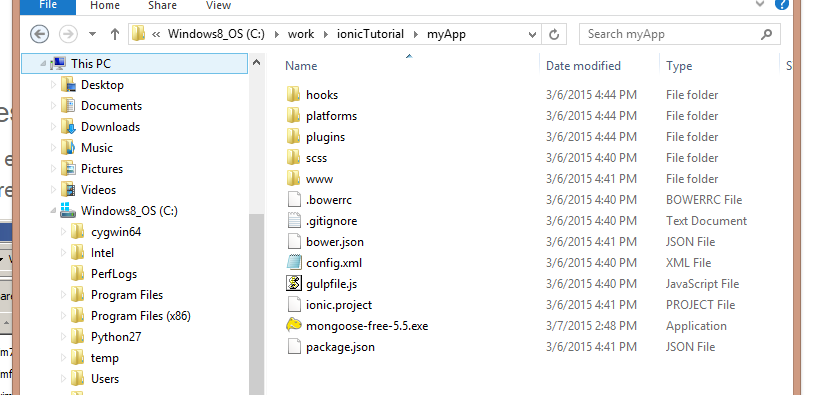 File Home Share View
« Windows8_OS (C:) work ionicTutorial myApp Search myApp
This PC
Desktop
Documents
Downloads
Music
Pictures
Videos
Windows8_OS (C:)
cygwin64
Intel
PerfLogs
Program Files
Program Files (x86)
Python27
temp
Users
Name Date modified Type S
hooks 3/6/2015 4:44 PM File folder
platforms 3/6/2015 4:44 PM File folder
plugins 3/6/2015 4:44 PM File folder
scss 3/6/2015 4:40 PM File folder
www 3/6/2015 4:41 PM File folder
.bowerrc 3/6/2015 4:40 PM BOWERRC File
.gitignore 3/6/2015 4:40 PM Text Document
bower.json 3/6/2015 4:41 PM JSON File
config.xml 3/6/2015 4:40 PM XML File
gulpfile.js 3/6/2015 4:40 PM JavaScript File
ionic.project 3/6/2015 4:41 PM PROJECT File
mongoose-free-5.5.exe 3/7/2015 2:48 PM Application
package.json 3/6/2015 4:41 PM JSON File